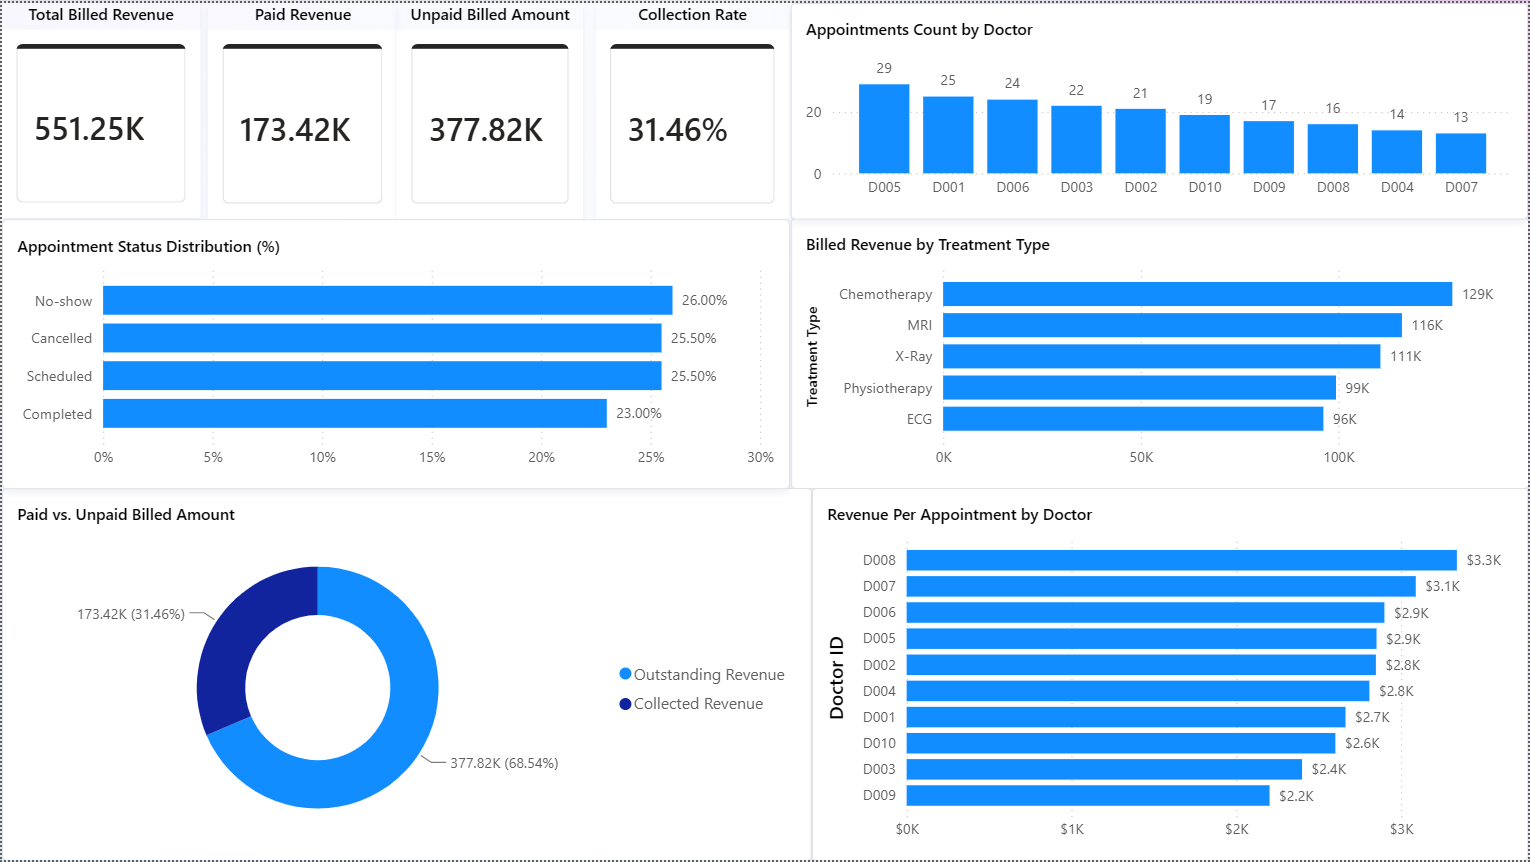 Total Billed Revenue
551.25K
Paid Revenue
173.42K
Unpaid Billed Amount
377.82K
Collection Rate
31.46%
Appointments Count by Doctor
20
0
29
25
24
22
21
19
17
16
14
13
D005
D001
D006
D003
D002
D010
D009
D008
D004
D007
Appointment Status Distribution (%)
No-show
26.00%
Cancelled
25.50%
Scheduled
25.50%
Completed
23.00%
0%
5%
10%
15%
20%
25%
30%
Billed Revenue by Treatment Type
Treatment Type
Chemotherapy
129K
MRI
116K
X-Ray
111K
Physiotherapy
99K
ECG
96K
0K
50K
100K
Paid vs. Unpaid Billed Amount
173.42K (31.46%)
377.82K (68.54%)
Outstanding Revenue
Collected Revenue
Revenue Per Appointment by Doctor
Doctor ID
D008
$3.3K
D007
$3.1K
D006
$2.9K
D005
$2.9K
D002
$2.8K
D004
$2.8K
D001
$2.7K
D010
$2.6K
D003
$2.4K
D009
$2.2K
$0K
$1K
$2K
$3K